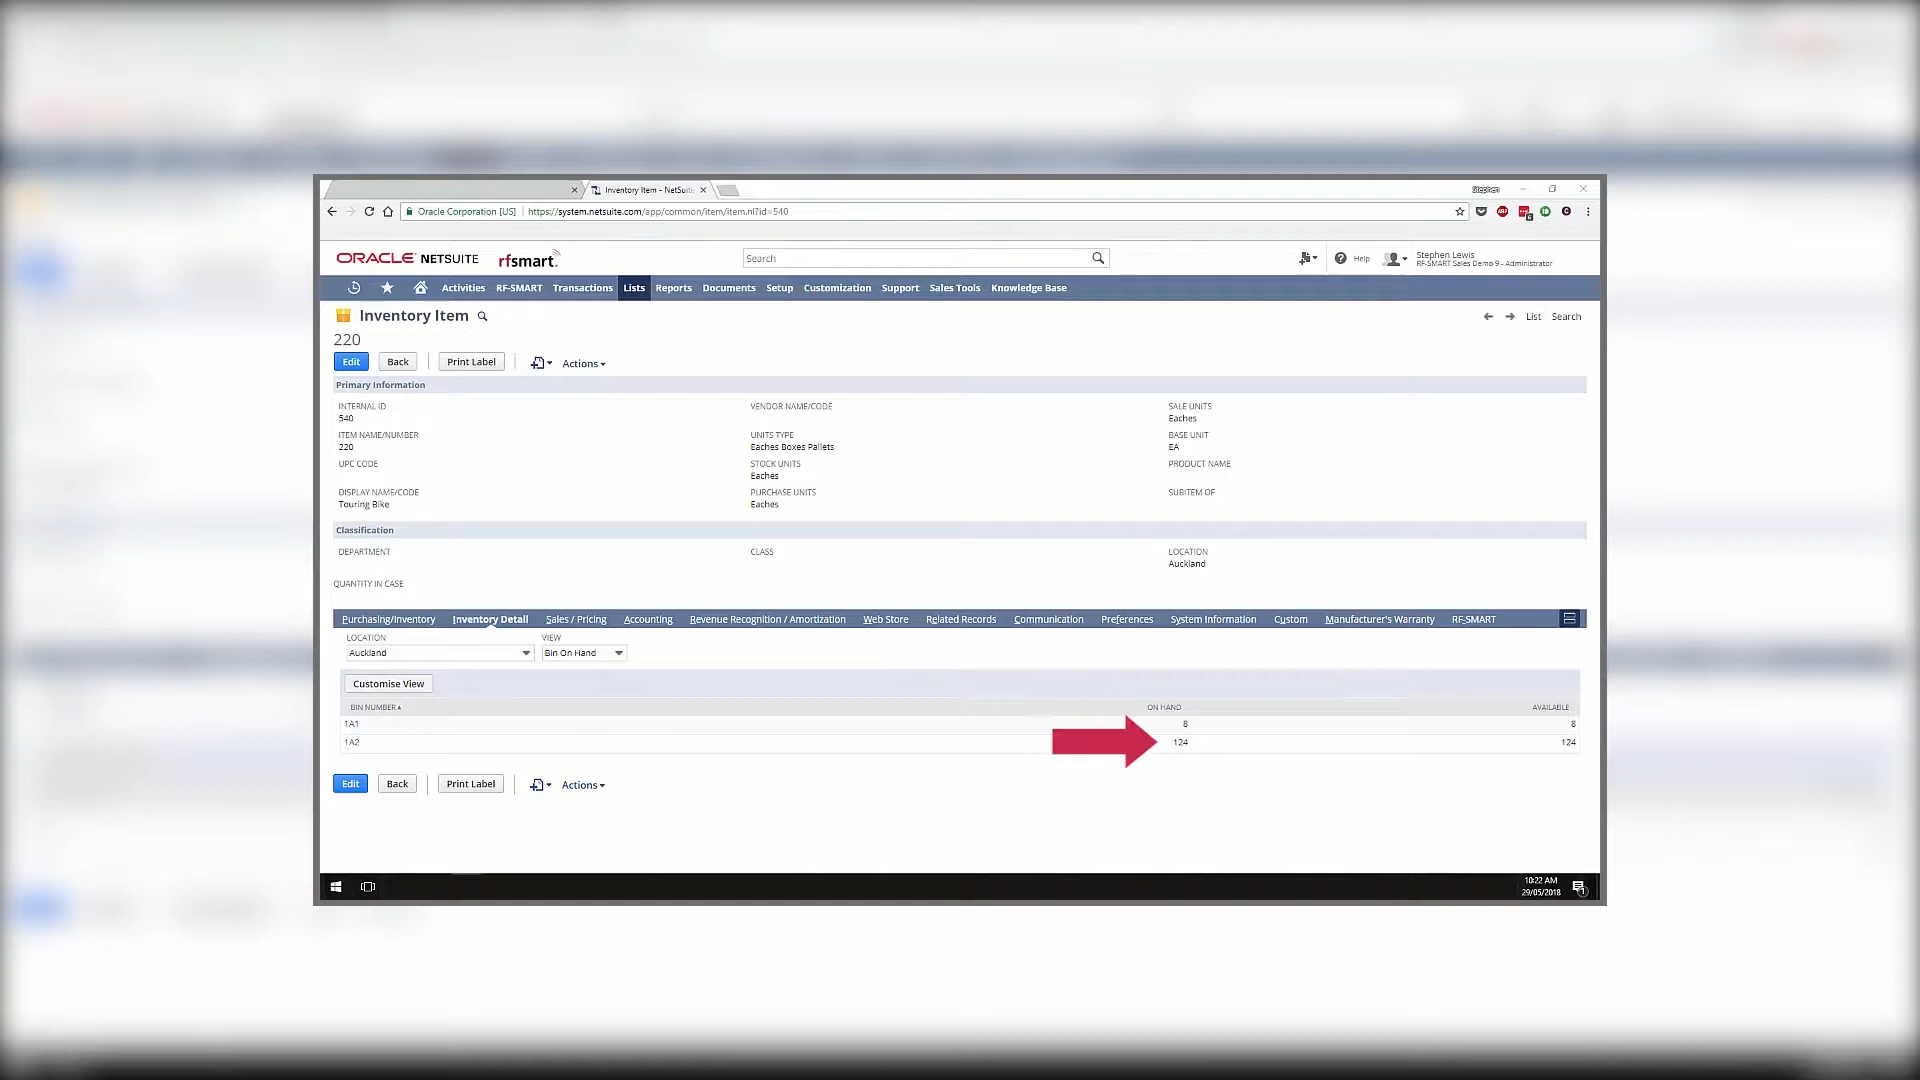 Inventory Item - NetSuite
Stephen
Oracle Corporation [US] https://system.netsuite.com/app/common/item/item.nl?id=540
ORACLE NETSUITE rfsmart
Search
Help
Stephen Lewis
RF-SMART Sales Demo 9 - Administrator
Activities RF-SMART Transactions Lists Reports Documents Setup Customization Support Sales Tools Knowledge Base
Inventory Item
List Search
220
Edit Back Print Label Actions
Primary Information
INTERNAL ID
540
ITEM NAME/NUMBER
220
UPC CODE
DISPLAY NAME/CODE
Touring Bike
VENDOR NAME/CODE
UNITS TYPE
Eaches Boxes Pallets
STOCK UNITS
Eaches
PURCHASE UNITS
Eaches
SALE UNITS
Eaches
BASE UNIT
EA
PRODUCT NAME
SUBITEM OF
Classification
DEPARTMENT
CLASS
LOCATION
Auckland
QUANTITY IN CASE
Purchasing/Inventory Inventory Detail Sales / Pricing Accounting Revenue Recognition / Amortization Web Store Related Records Communication Preferences System Information Custom Manufacturer's Warranty RF-SMART
LOCATION VIEW
Auckland Bin On Hand
Customise View
BIN NUMBER ON HAND AVAILABLE
1A1 8 8
1A2 124 124
Edit Back Print Label Actions
10:22 AM
29/05/2018